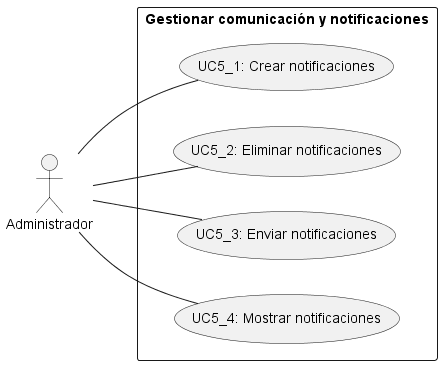 Gestionar comunicación y notificaciones
UC5_1: Crear notificaciones
UC5_2: Eliminar notificaciones
Administrador
UC5_3: Enviar notificaciones
UC5_4: Mostrar notificaciones